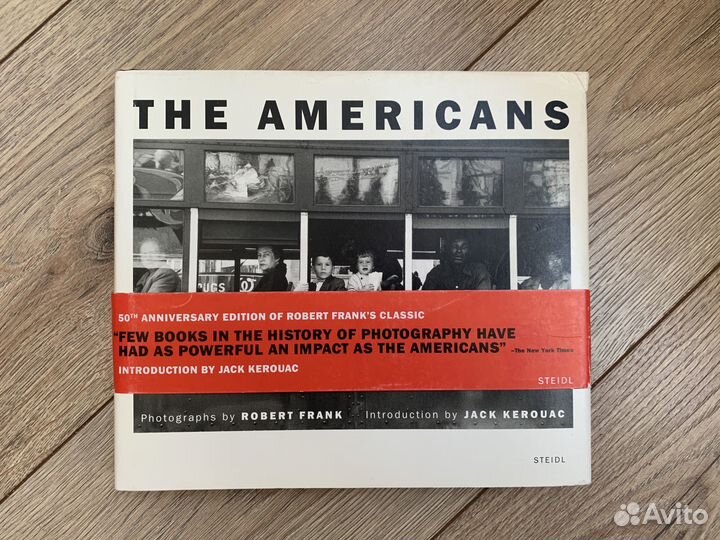 THE AMERICANS
UGS
50TH ANNIVERSARY EDITION OF ROBERT FRANK'S CLASSIC
"FEW BOOKS IN THE HISTORY OF PHOTOGRAPHY HAVE
HAD AS POWERFUL AN IMPACT AS THE AMERICANS" –The New York Times
INTRODUCTION BY JACK KEROUAC
STEIDL
Photographs by ROBERT FRANK Introduction by JACK KEROUAC
STEIDL
Avito